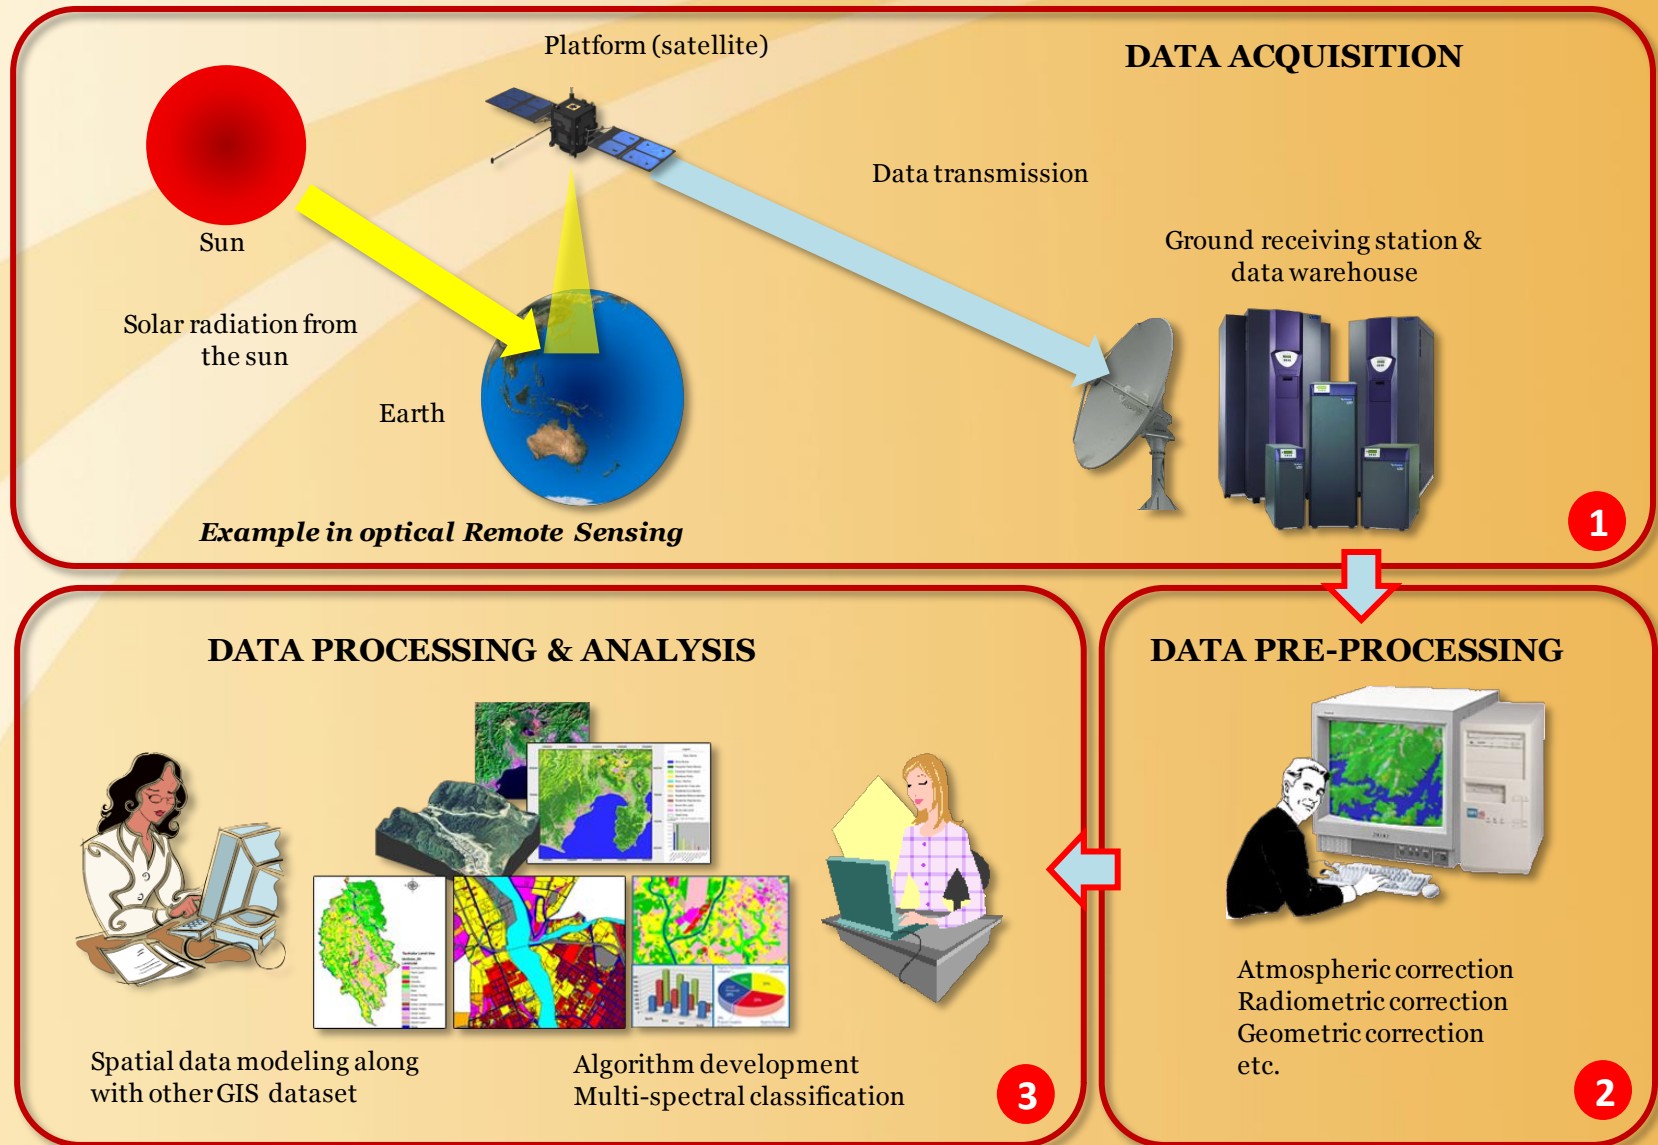 Platform (satellite)
DATA ACQUISITION
Data transmission
Sun
Ground receiving station &
data warehouse
Solar radiation from
the sun
Earth
Example in optical Remote Sensing
1
DATA PROCESSING & ANALYSIS
DATA PRE-PROCESSING
Atmospheric correction
Radiometric correction
Geometric correction
etc.
Spatial data modeling along
with other GIS dataset
Algorithm development
Multi-spectral classification
3
2